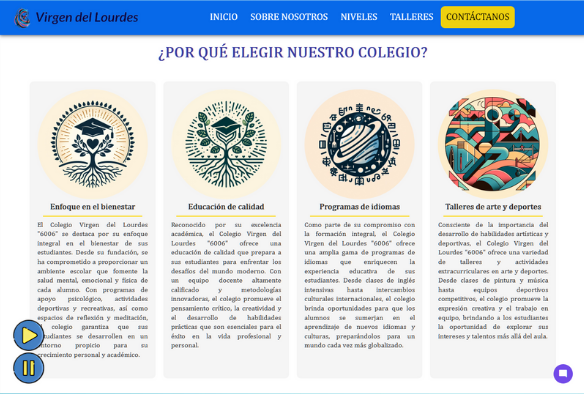 Virgen del Lourdes
INICIO SOBRE NOSOTROS NIVELES TALLERES CONTÁCTANOS
¿POR QUÉ ELEGIR NUESTRO COLEGIO?
Enfoque en el bienestar
El Colegio Virgen del Lourdes
"6006" se destaca por su enfoque
integral en el bienestar de sus
estudiantes. Desde su fundación, se
ha comprometido a proporcionar un
ambiente escolar que fomente la
salud mental, emocional y física de
cada alumno. Con programas de
apoyo psicológico, actividades
deportivas y recreativas, así como
espacios de reflexión y meditación,
colegio garantiza que sus
estudiantes se desarrollen en un
entorno propicio para su
crecimiento personal y académico.
Educación de calidad
Reconocido por su excelencia
académica, el Colegio Virgen del
Lourdes "6006" ofrece una
educación de calidad que prepara a
sus estudiantes para enfrentar los
desafíos del mundo moderno. Con
un equipo docente altamente
calificado y metodologías
innovadoras, el colegio promueve el
pensamiento crítico, la creatividad y
el desarrollo de habilidades
prácticas que son esenciales para el
éxito en la vida profesional y
personal.
Programas de idiomas
Como parte de su compromiso con
la formación integral, el Colegio
Virgen del Lourdes "6006" ofrece
una amplia gama de programas de
idiomas que enriquecen la
experiencia educativa de sus
estudiantes. Desde clases de inglés
intensivas hasta intercambios
culturales internacionales, el colegio
brinda oportunidades para que los
alumnos se sumerjan en el
aprendizaje de nuevos idiomas y
culturas, preparándolos para un
mundo cada vez más globalizado.
Talleres de arte y deportes
Consciente de la importancia del
desarrollo de habilidades artísticas y
deportivas, el Colegio Virgen del
Lourdes "6006" ofrece una variedad
de talleres y actividades
extracurriculares en arte y deportes.
Desde clases de pintura y música
hasta equipos deportivos
competitivos, el colegio promueve la
expresión creativa y el trabajo en
equipo, brindando a los estudiantes
la oportunidad de explorar sus
intereses y talentos más allá del aula.